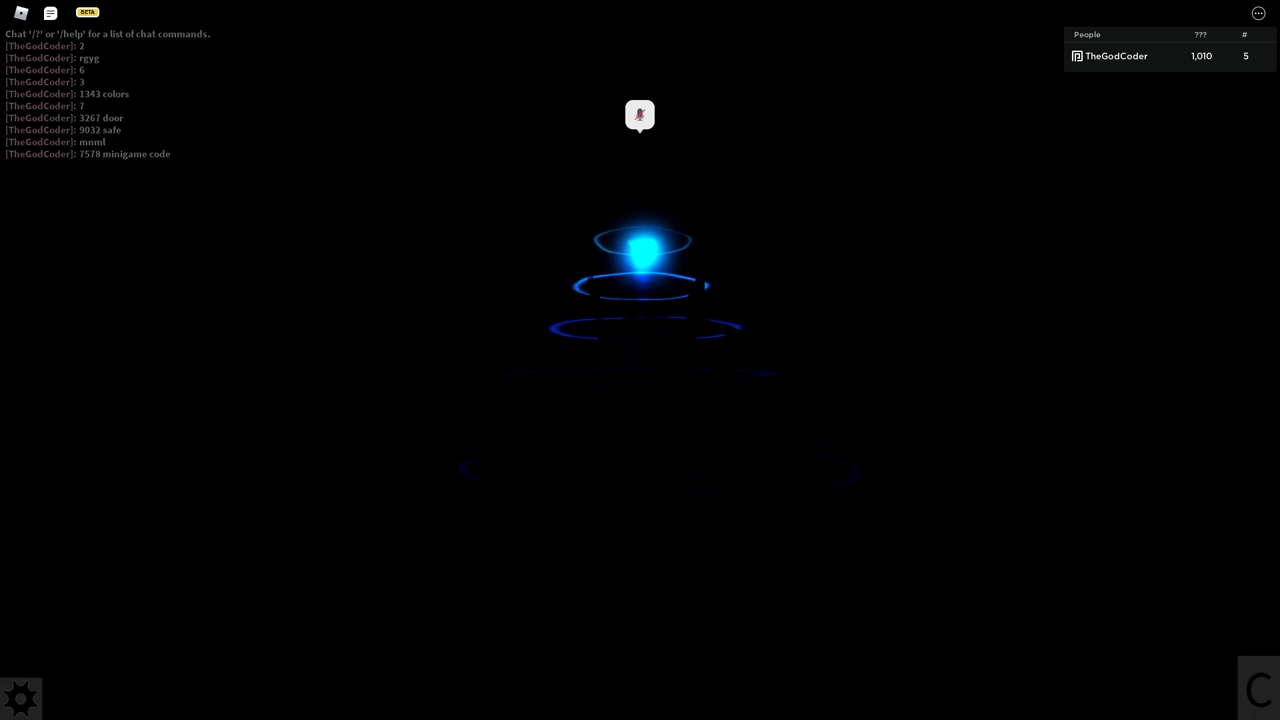 BETA
Chat '/?' or '/help' for a list of chat commands.
[TheGodCoder]: 2
[TheGodCoder]: rgyg
[TheGodCoder]: 6
[TheGodCoder]: 3
[TheGodCoder]: 1343 colors
[TheGodCoder]: 7
[TheGodCoder]: 3267 door
[TheGodCoder]: 9032 safe
[TheGodCoder]: mnml
[TheGodCoder]: 7578 minigame code
People ??? #
TheGodCoder 1,010 5
C